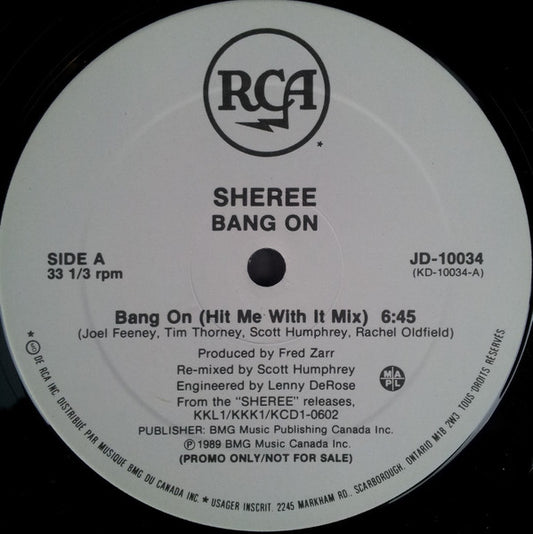 RCA
SHEREE
BANG ON
SIDE A
33 1/3 rpm
JD-10034
(KD-10034-A)
Bang On (Hit Me With It Mix) 6:45
(Joel Feeney, Tim Thorney, Scott Humphrey, Rachel Oldfield)
Produced by Fred Zarr
Re-mixed by Scott Humphrey
Engineered by Lenny DeRose
MAPL
From the "SHEREE" releases,
KKL1/KKK1/KCD1-0602
PUBLISHER: BMG Music Publishing Canada Inc.
℗ 1989 BMG Music Canada Inc.
(PROMO ONLY/NOT FOR SALE)
DE RCA INC. DISTRIBUÉ PAR MUSIQUE BMG DU CANADA INC. ★ USAGER INSCRIT. 2245 MARKHAM RD., SCARBOROUGH, ONTARIO M1B 2W3 TOUS DROITS RÉSERVÉS